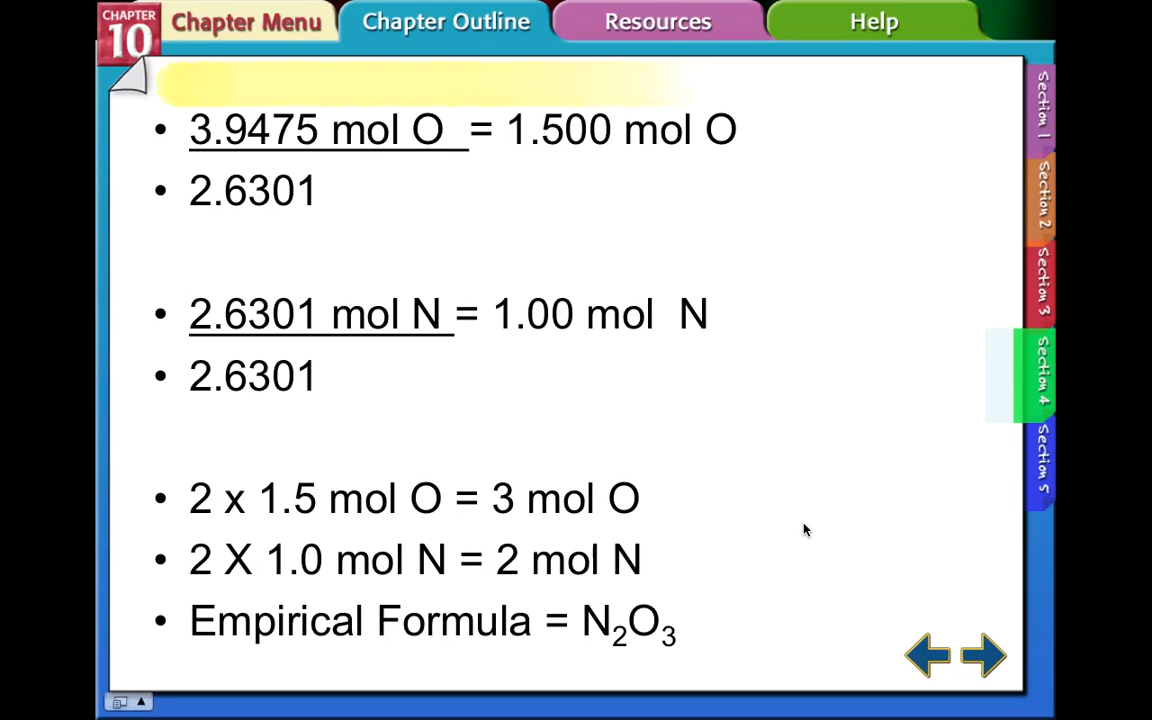 CHAPTER
10
Chapter Menu
Chapter Outline
Resources
Help
• 3.9475 mol O = 1.500 mol O
• 2.6301
• 2.6301 mol N = 1.00 mol N
• 2.6301
• 2 x 1.5 mol O = 3 mol O
• 2 X 1.0 mol N = 2 mol N
• Empirical Formula = N₂O₃
Section 1
Section 2
Section 3
Section 4
Section 5